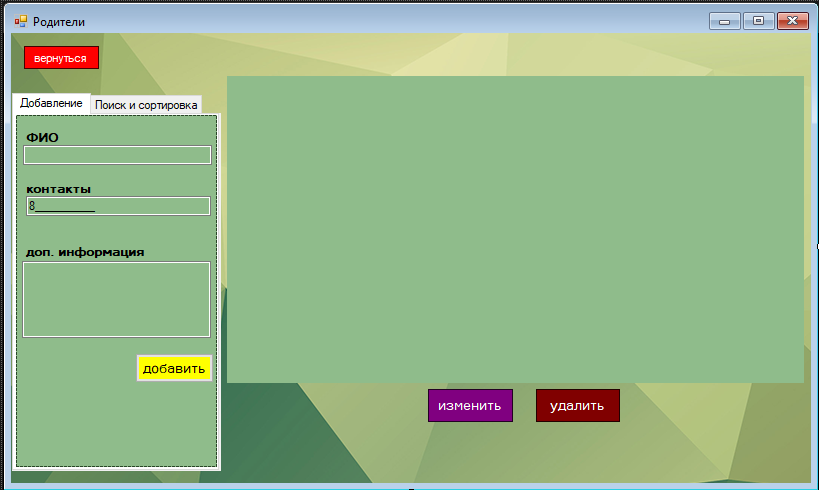 Родители
вернуться
Добавление
Поиск и сортировка
ФИО
контакты
8__________
доп. информация
добавить
изменить
удалить